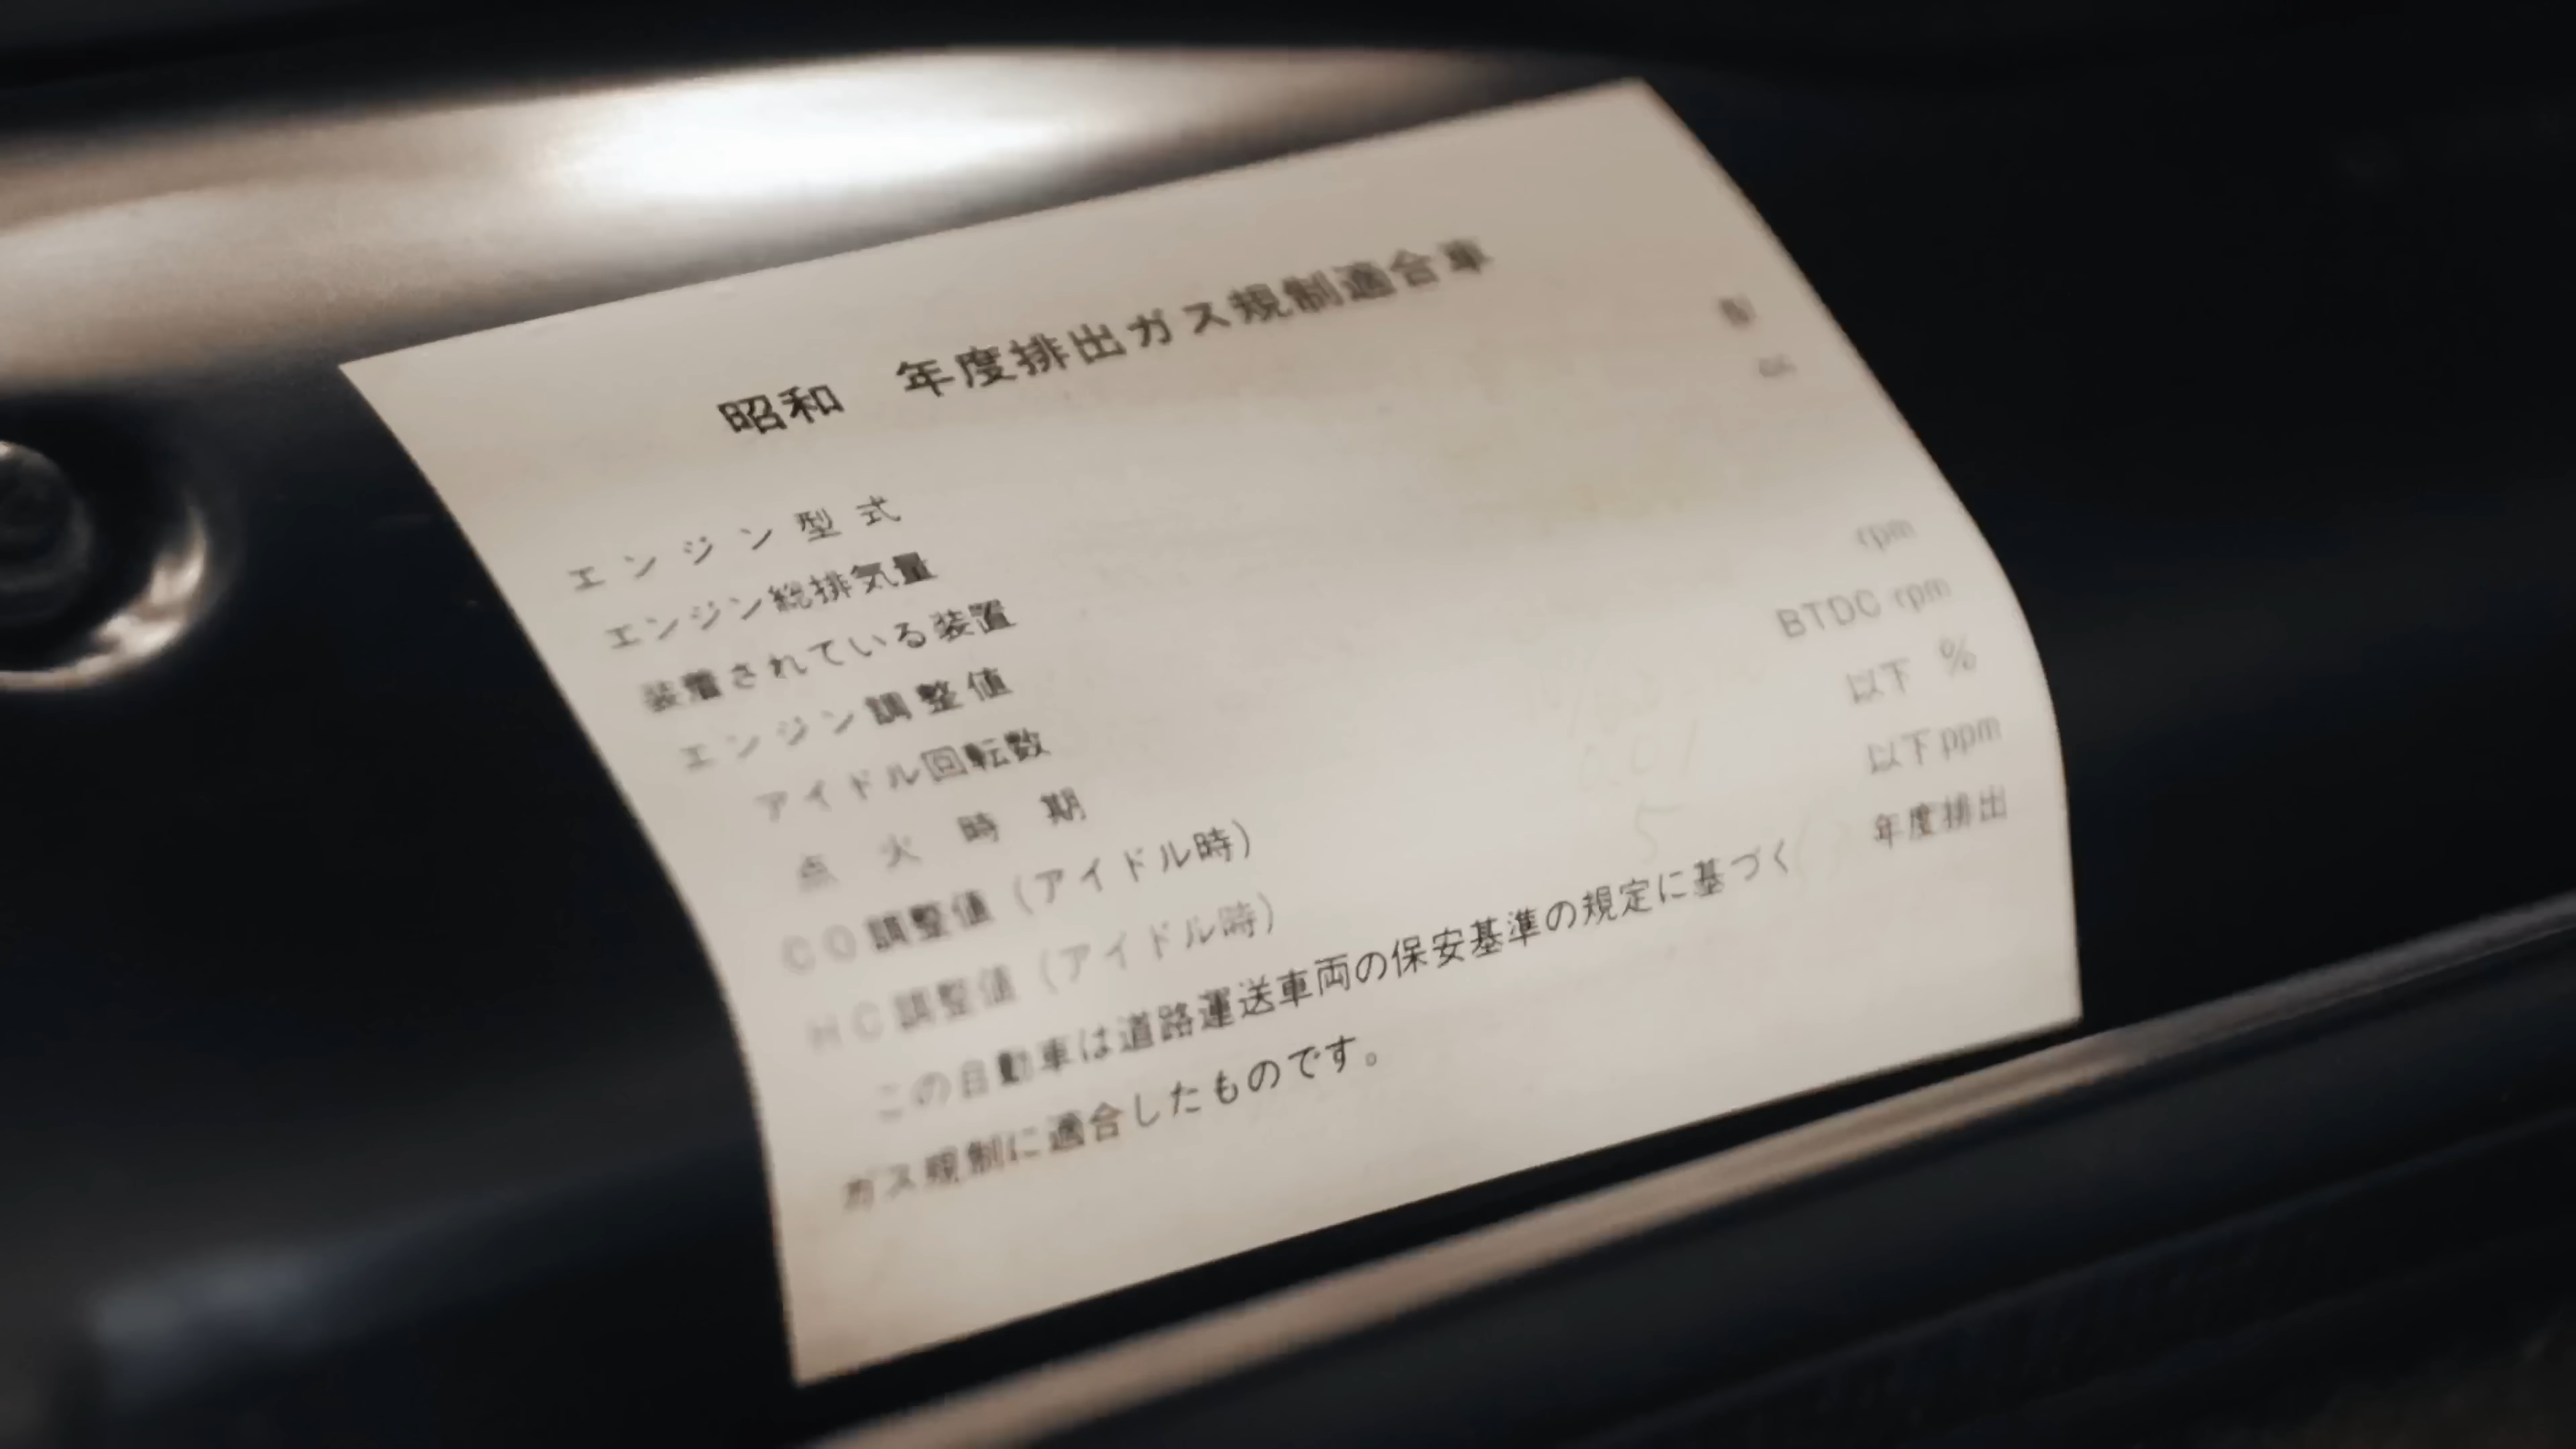 昭和 年度排出ガス規制適合車
型
cc
エンジン型式
エンジン総排気量
装着されている装置
エンジン調整値
アイドル回転数 rpm
点火時期 BTDC rpm
CO調整値(アイドル時) 0.01 以下 %
HC調整値(アイドル時) 5 以下 ppm
この自動車は道路運送車両の保安基準の規定に基づく 年度排出
ガス規制に適合したものです。